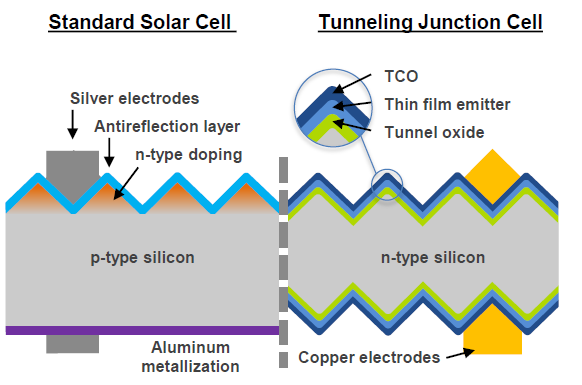 Standard Solar Cell
Tunneling Junction Cell
Silver electrodes
Antireflection layer
n-type doping
TCO
Thin film emitter
Tunnel oxide
p-type silicon
n-type silicon
Aluminum
metallization
Copper electrodes